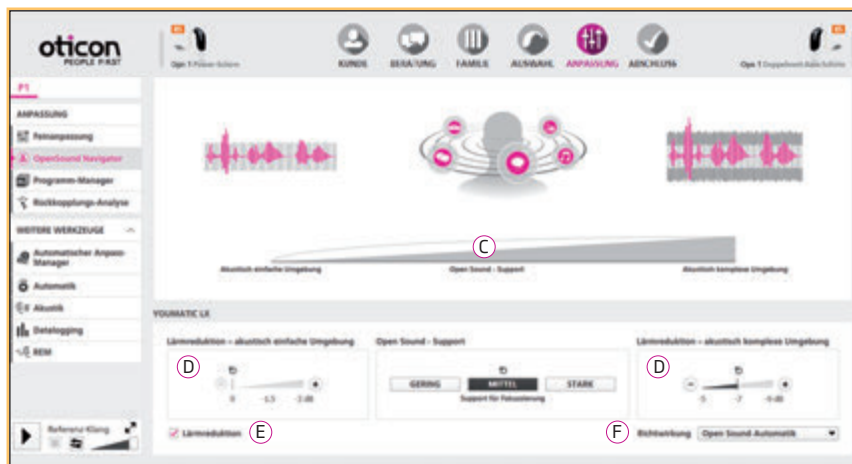 oticon
PEOPLE FIRST
Opn 1 Power-Schirm
KUNDE
BERATUNG
FAMILIE
AUSWAHL
ANPASSUNG
ABSCHLUSS
P1
ANPASSUNG
Feinanpassung
OpenSound Navigator
Programm-Manager
Rückkopplungs-Analyse
WEITERE WERKZEUGE
Automatischer Anpass-
Manager
Automatik
Akustik
Datalogging
REM
Referenz-Klang
C
Akustisch einfache Umgebung
Open Sound - Support
Akustisch komplexe Umgebung
YOUMATIC LX
Lärmreduktion – akustisch einfache Umgebung
D
0 -1.5 -3 dB
Lärmreduktion
E
Open Sound - Support
GERING
MITTEL
STARK
Support für Fokussierung
Lärmreduktion – akustisch komplexe Umgebung
D
-5 -7 -9 dB
F
Richtwirkung
Open Sound Automatik